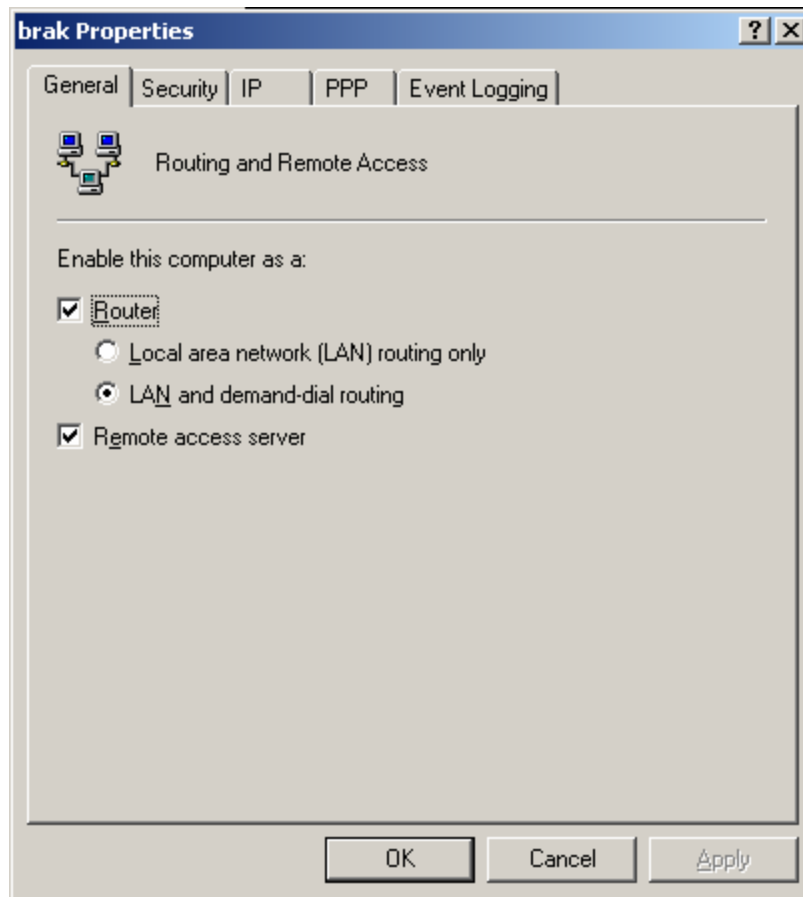 brak Properties
General Security IP PPP Event Logging
Routing and Remote Access
Enable this computer as a:
Router
Local area network (LAN) routing only
LAN and demand-dial routing
Remote access server
OK Cancel Apply